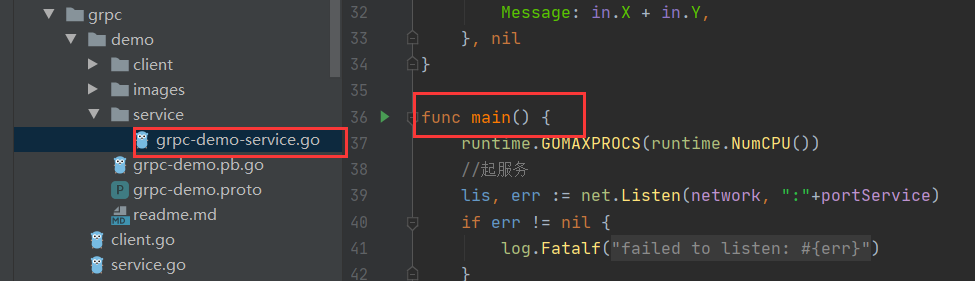 grpc
demo
client
images
service
grpc-demo-service.go
grpc-demo.pb.go
grpc-demo.proto
readme.md
client.go
service.go
32 Message: in.X + in.Y,
33 }, nil
34 }
35
36 func main() {
37 runtime.GOMAXPROCS(runtime.NumCPU())
38 //起服务
39 lis, err := net.Listen(network, ":"+portService)
40 if err != nil {
41 log.Fatalf("failed to listen: #{err}")
42 }